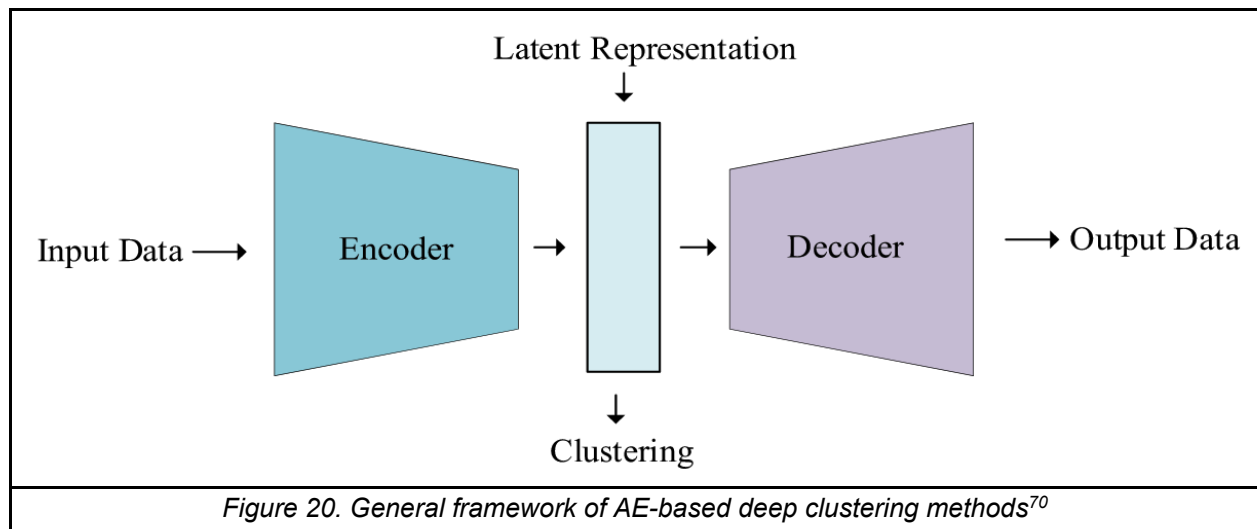 Latent Representation
Input Data
Encoder
Decoder
Output Data
Clustering
Figure 20. General framework of AE-based deep clustering methods70